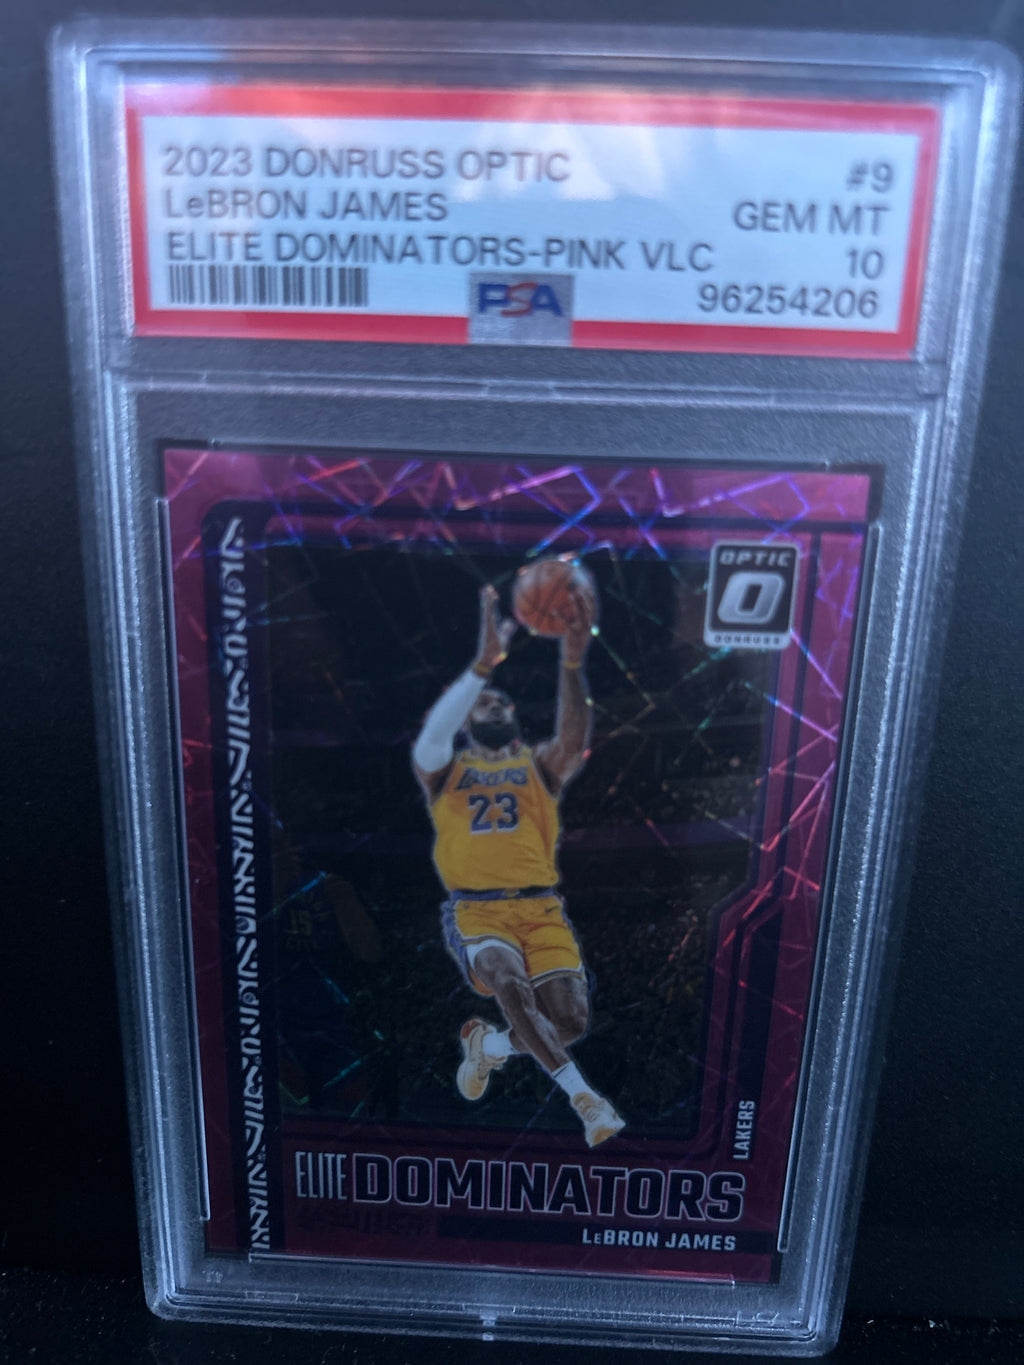 2023 DONRUSS OPTIC #9
LeBRON JAMES GEM MT
ELITE DOMINATORS-PINK VLC 10
PSA 96254206
OPTIC
O
DONRUSS
LAKERS
23
LAKERS
ELITE DOMINATORS
LeBRON JAMES